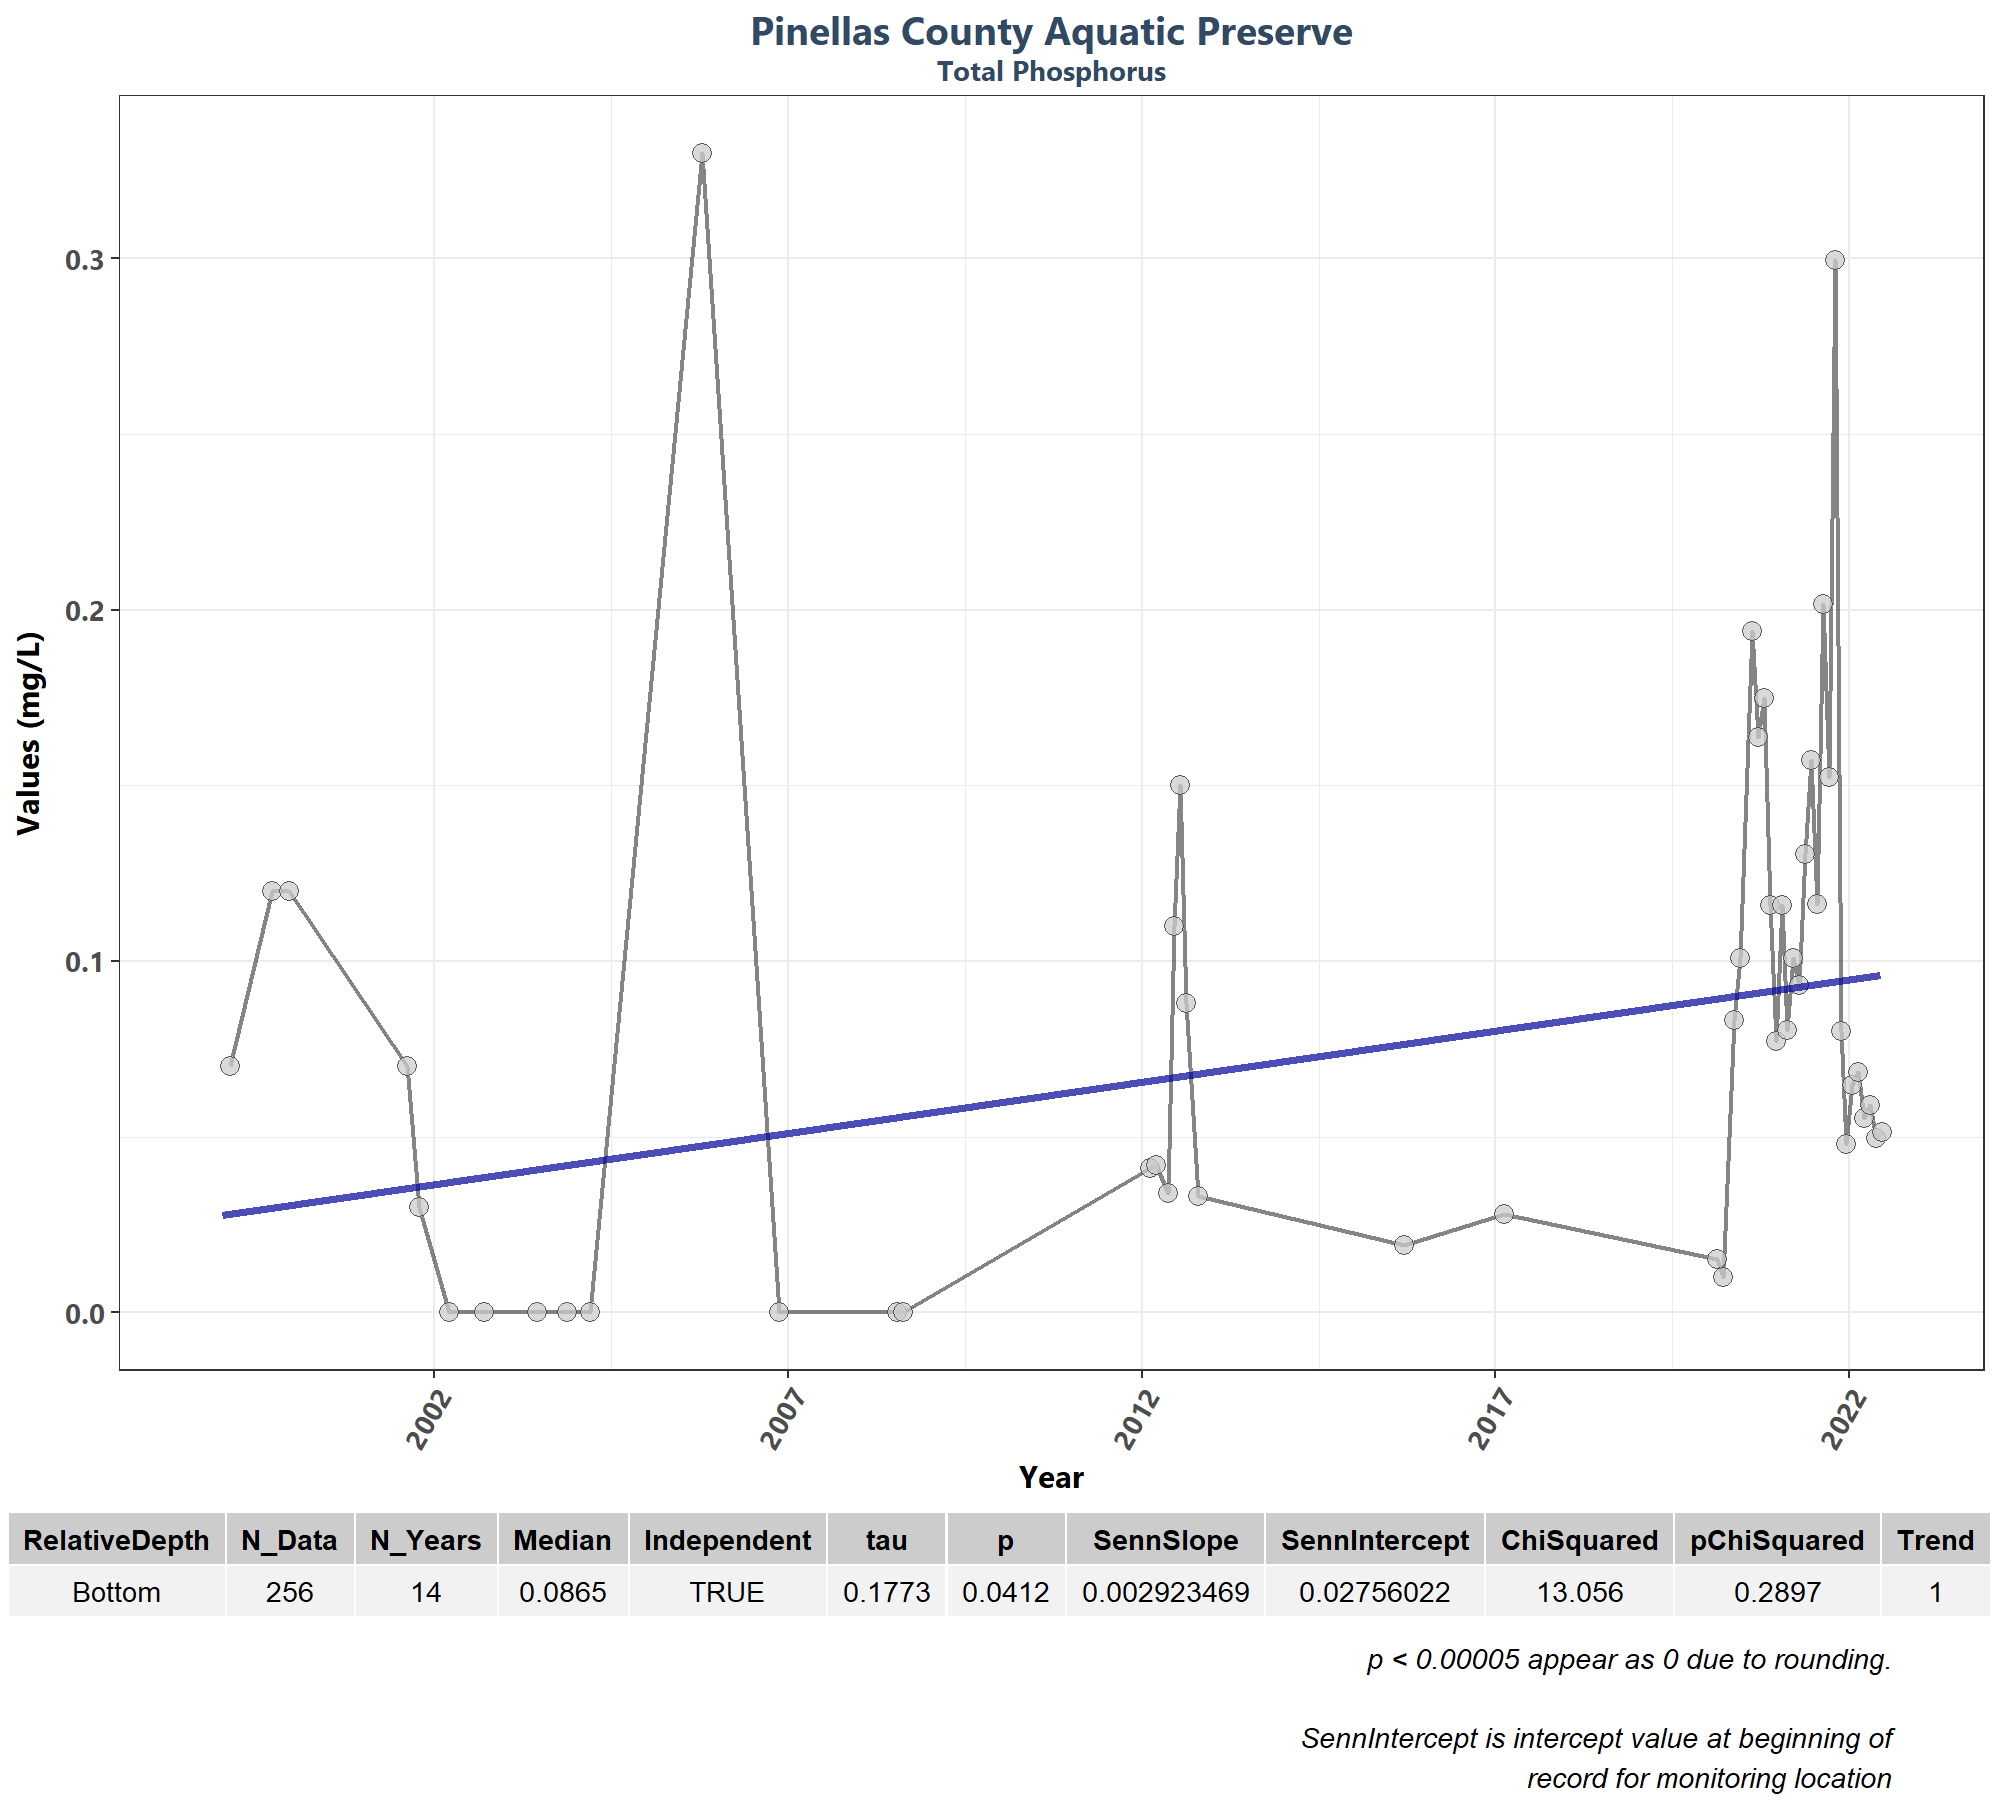 Pinellas County Aquatic Preserve
Total Phosphorus
Values (mg/L)
0.3
0.2
0.1
0.0
2002 2007 2012 2017 2022
Year
RelativeDepth N_Data N_Years Median Independent tau p SennSlope SennIntercept ChiSquared pChiSquared Trend
Bottom 256 14 0.0865 TRUE 0.1773 0.0412 0.002923469 0.02756022 13.056 0.2897 1
p < 0.00005 appear as 0 due to rounding.
SennIntercept is intercept value at beginning of
record for monitoring location